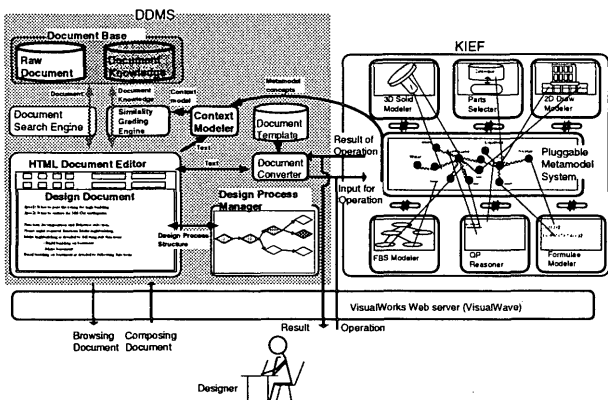 DDMS
Document Base
Raw
Document
Document
Knowledge
Document
Document
Knowledge
Context
model
Metamodel
concepts
Document
Search Engine
Similality
Grading
Engine
Context
Modeler
Document
Template
Text
Text
Document
Converter
HTML Document Editor
Design Document
Design Process
Structure
Design Process
Manager
Result of
Operation
Input for
Operation
KIEF
3D Solid
Modeler
Parts
Selecter
2D Draw
Modeler
Pluggable
Metamodel
System
FBS Modeler
QP
Reasoner
Formulae
Modeler
VisualWorks Web server (VisualWave)
Browsing
Document
Composing
Document
Result
Operation
Designer